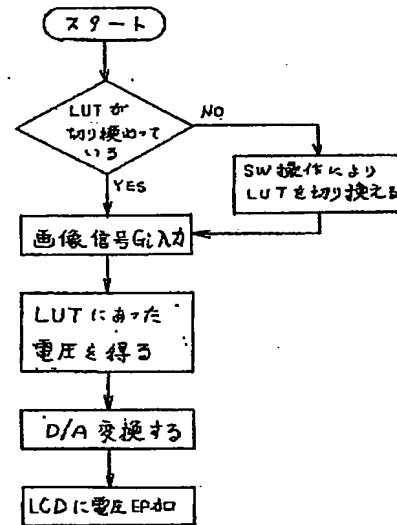 スタート
LUTが
切り換わって
いる
NO
YES
SW操作により
LUTを切り換える
画像信号Gi入力
LUTにあった
電圧を得る
D/A変換する
LCDに電圧印加